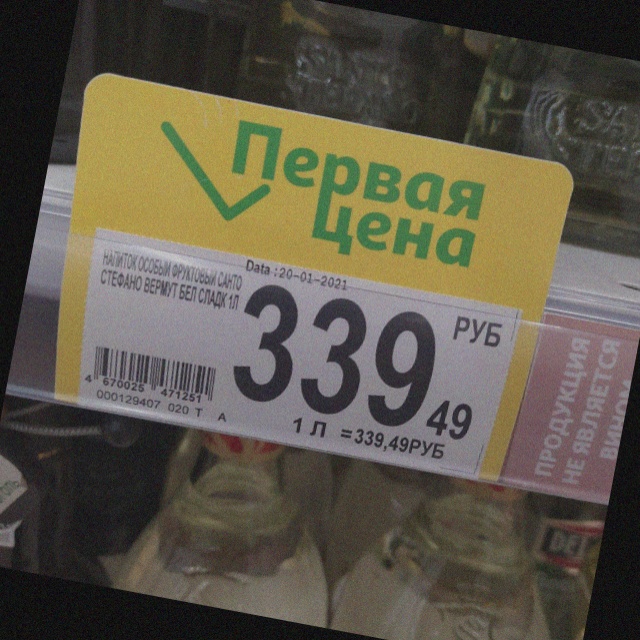 Первая
цена
НАПИТОК ОСОБЫЙ ФРУКТОВЫЙ САНТО
СТЕФАНО ВЕРМУТ БЕЛ СЛАДК 1Л
Data :20-01-2021
339 49
РУБ
4 670025 471251
000129407 020 Т А
1 Л =339,49РУБ
ПРОДУКЦИЯ
НЕ ЯВЛЯЕТСЯ
ВИНОМ